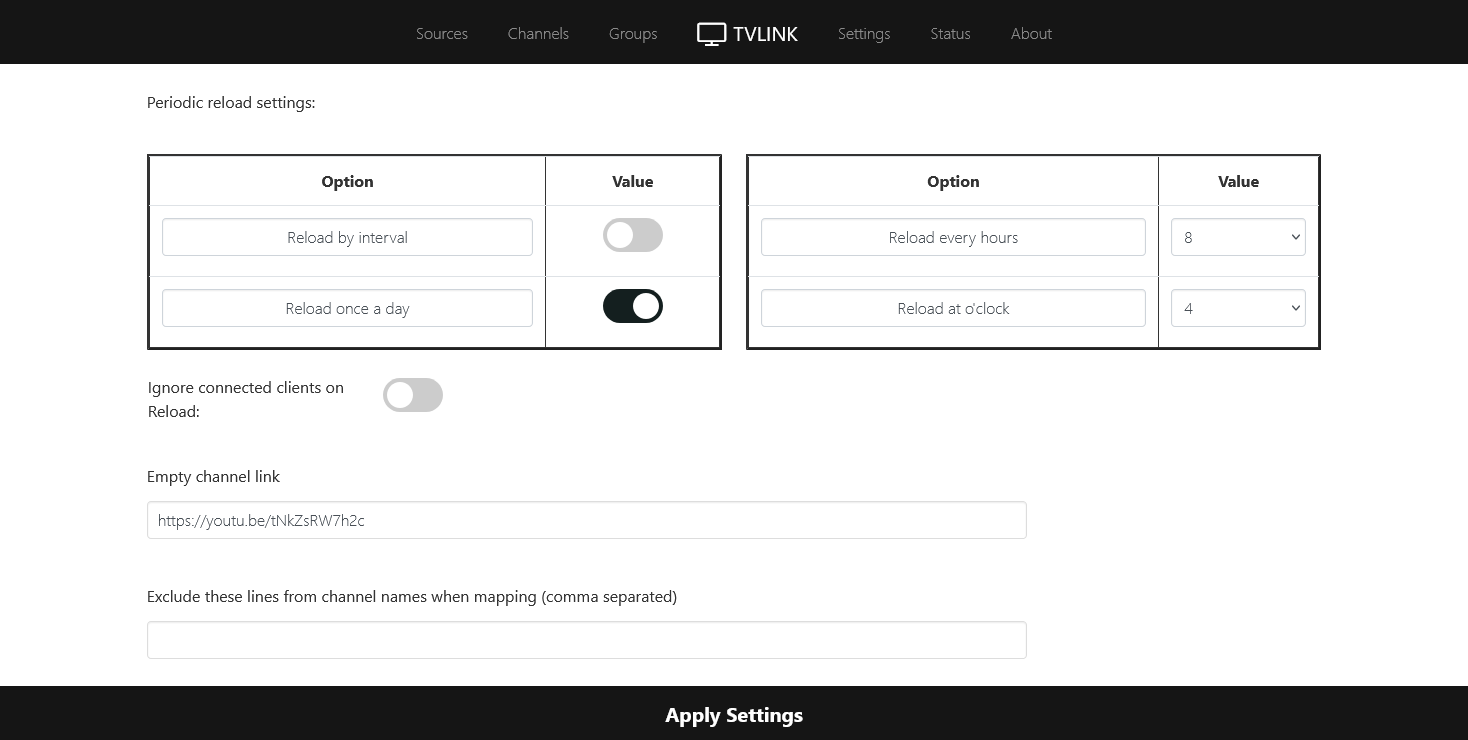 Sources Channels Groups TVLINK Settings Status About
Periodic reload settings:
Option Value Option Value
Reload by interval Reload every hours 8
Reload once a day Reload at o'clock 4
Ignore connected clients on
Reload:
Empty channel link
https://youtu.be/tNkZsRW7h2c
Exclude these lines from channel names when mapping (comma separated)
Apply Settings